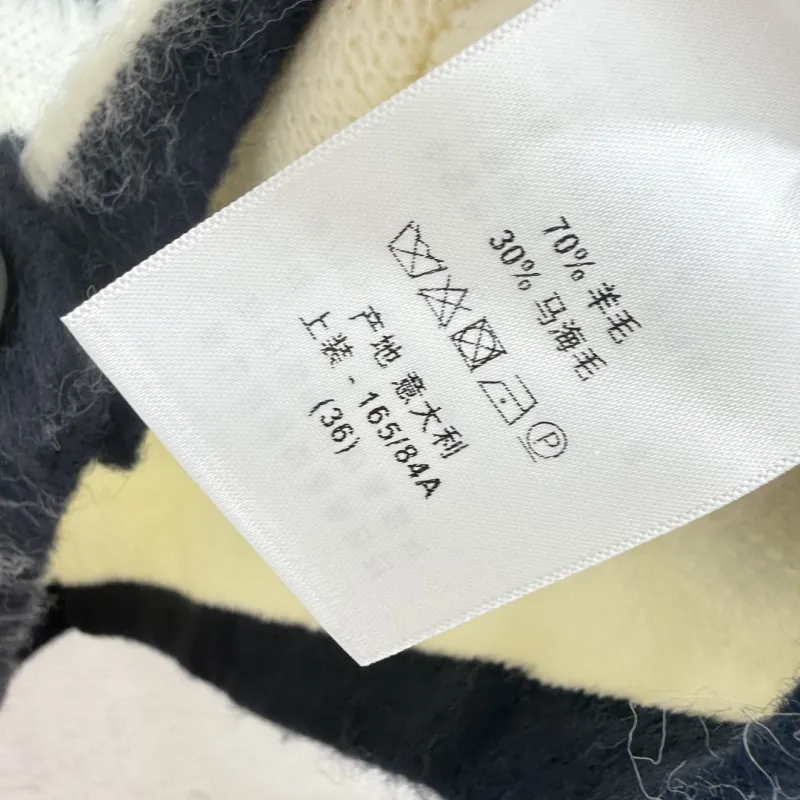 70% 羊毛
30% 马海毛
P
产地 意大利
上装 - 165/84A
(36)